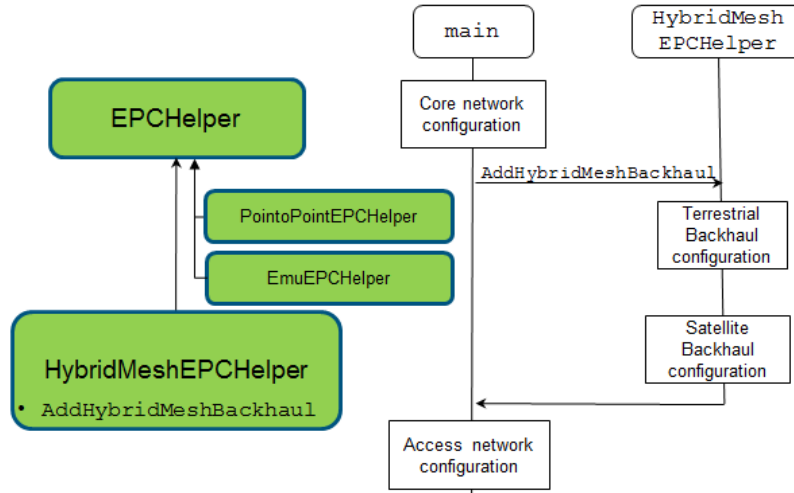 EPCHelper
PointoPointEPCHelper
EmuEPCHelper
HybridMeshEPCHelper
• AddHybridMeshBackhaul
main
HybridMesh
EPCHelper
Core network
configuration
AddHybridMeshBackhaul
Terrestrial
Backhaul
configuration
Satellite
Backhaul
configuration
Access network
configuration